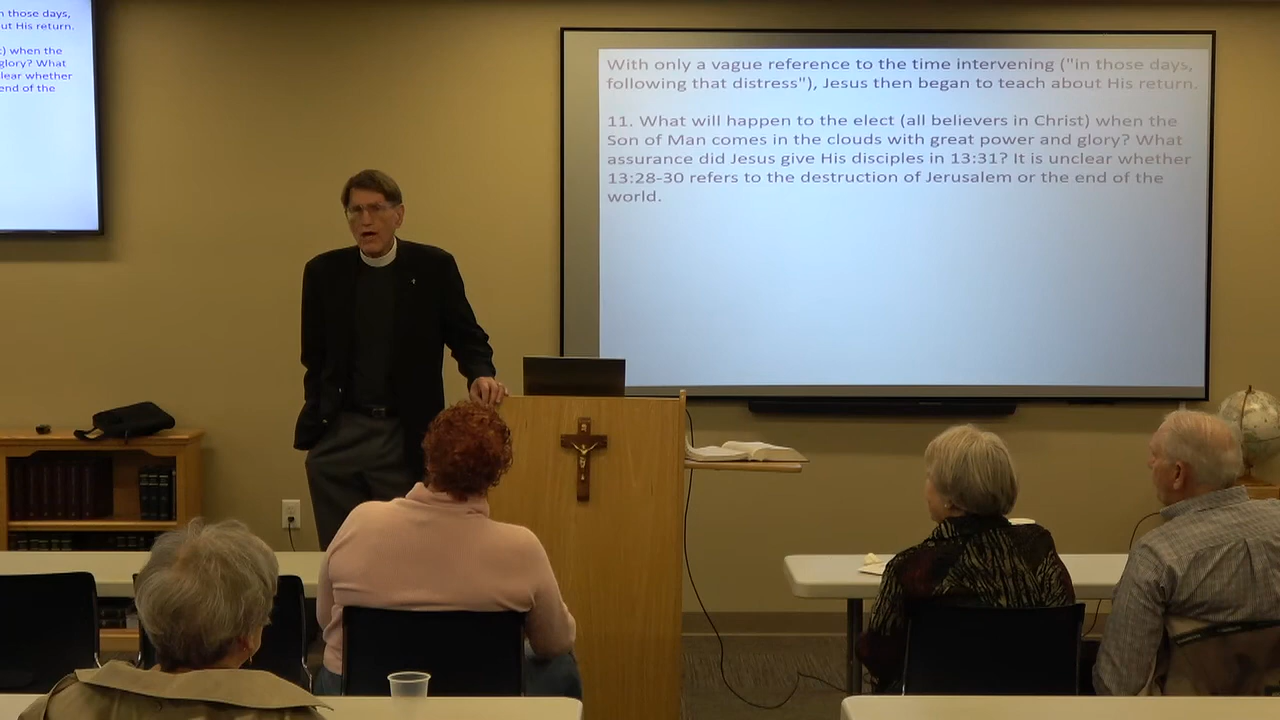 n those days,
ut His return.
) when the
glory? What
lear whether
end of the
With only a vague reference to the time intervening ("in those days,
following that distress"), Jesus then began to teach about His return.
11. What will happen to the elect (all believers in Christ) when the
Son of Man comes in the clouds with great power and glory? What
assurance did Jesus give His disciples in 13:31? It is unclear whether
13:28-30 refers to the destruction of Jerusalem or the end of the
world.